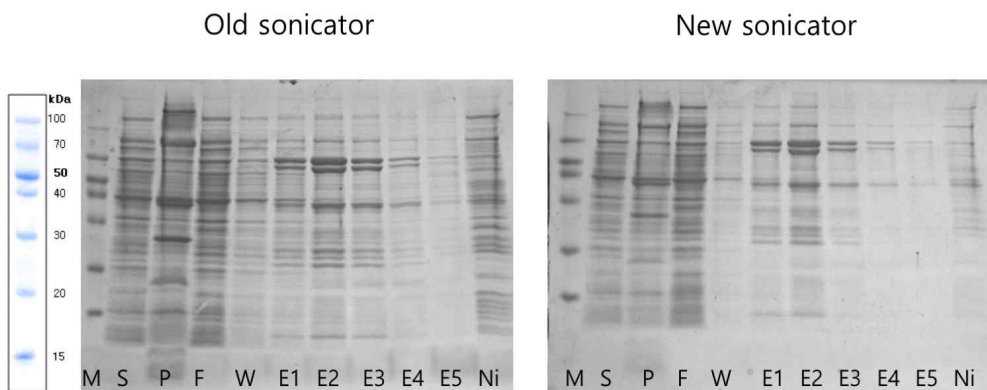 Old sonicator
New sonicator
kDa
100
70
50
40
30
20
15
M S P F W E1 E2 E3 E4 E5 Ni
M S P F W E1 E2 E3 E4 E5 Ni